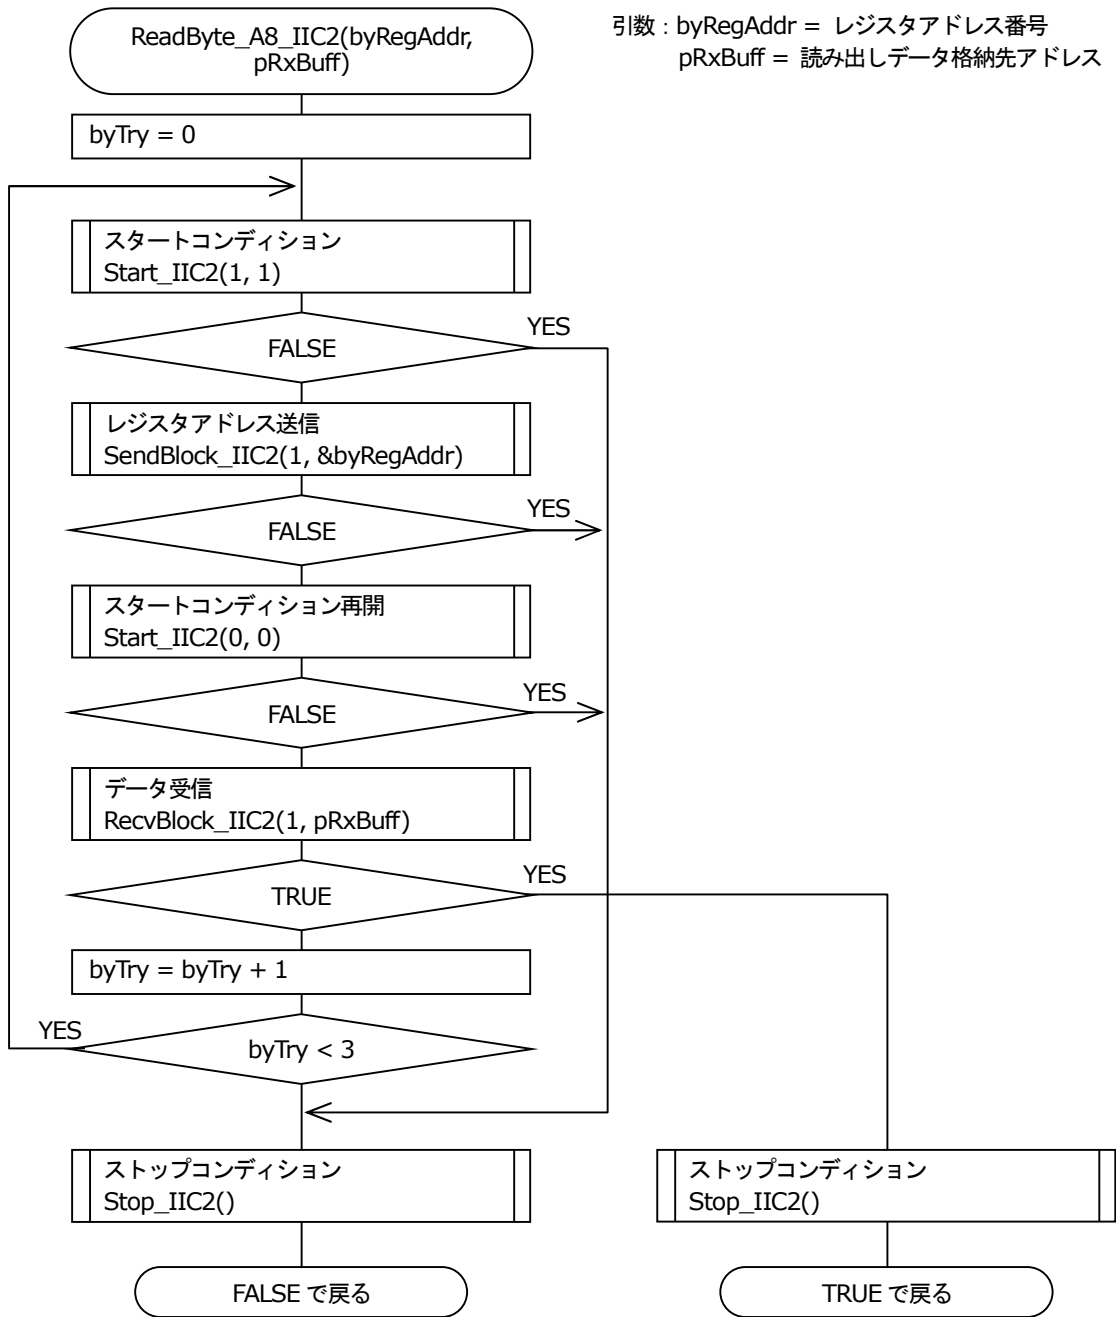 ReadByte_A8_IIC2(byRegAddr,
pRxBuff)
引数：byRegAddr = レジスタアドレス番号
pRxBuff = 読み出しデータ格納先アドレス
byTry = 0
スタートコンディション
Start_IIC2(1, 1)
FALSE
YES
レジスタアドレス送信
SendBlock_IIC2(1, &byRegAddr)
FALSE
YES
スタートコンディション再開
Start_IIC2(0, 0)
FALSE
YES
データ受信
RecvBlock_IIC2(1, pRxBuff)
TRUE
YES
byTry = byTry + 1
YES
byTry < 3
ストップコンディション
Stop_IIC2()
ストップコンディション
Stop_IIC2()
FALSE で戻る
TRUE で戻る